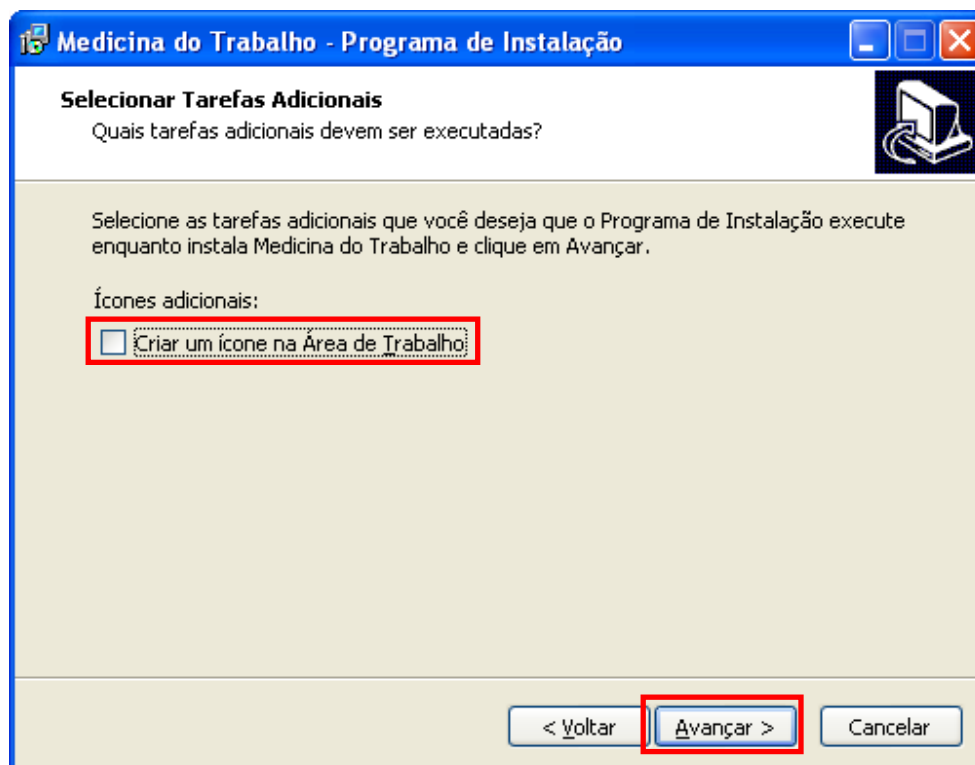 Medicina do Trabalho - Programa de Instalação
Selecionar Tarefas Adicionais
Quais tarefas adicionais devem ser executadas?
Selecione as tarefas adicionais que você deseja que o Programa de Instalação execute
enquanto instala Medicina do Trabalho e clique em Avançar.
Ícones adicionais:
Criar um ícone na Área de Trabalho
< Voltar Avançar > Cancelar